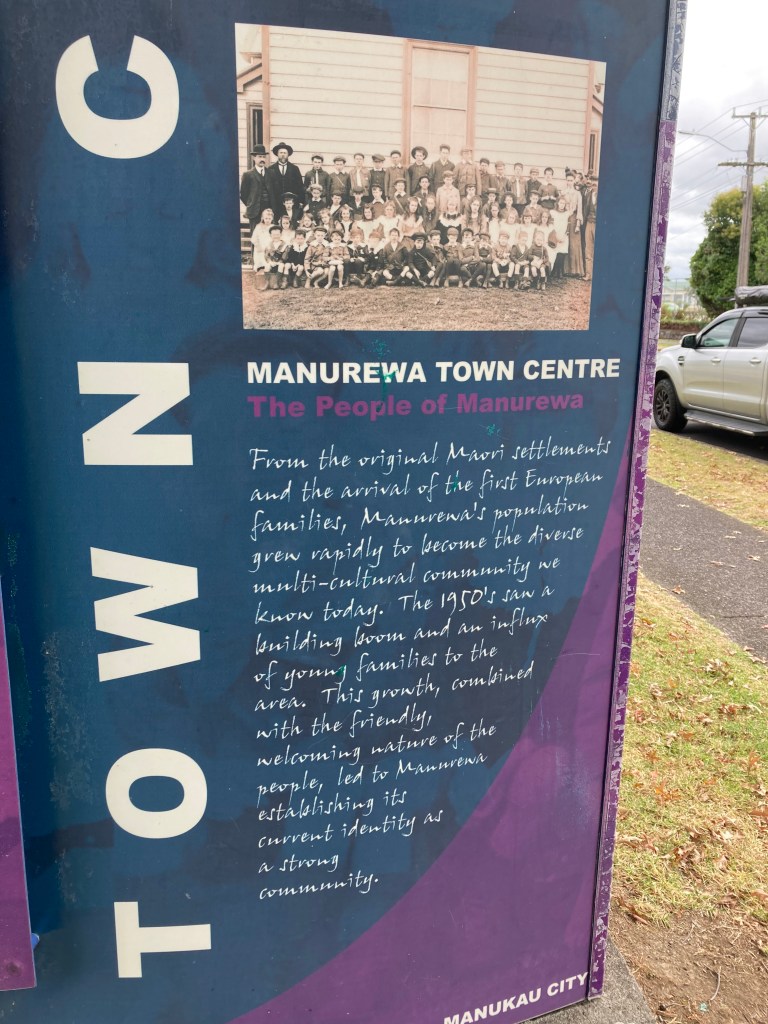 TOWN C
MANUREWA TOWN CENTRE
The People of Manurewa
From the original Maori settlements
and the arrival of the first European
families, Manurewa's population
grew rapidly to become the diverse
multi-cultural community we
know today. The 1950's saw a
building boom and an influx
of young families to the
area. This growth, combined
with the friendly,
welcoming nature of the
people, led to Manurewa
establishing its
current identity as
a strong
community.
MANUKAU CITY